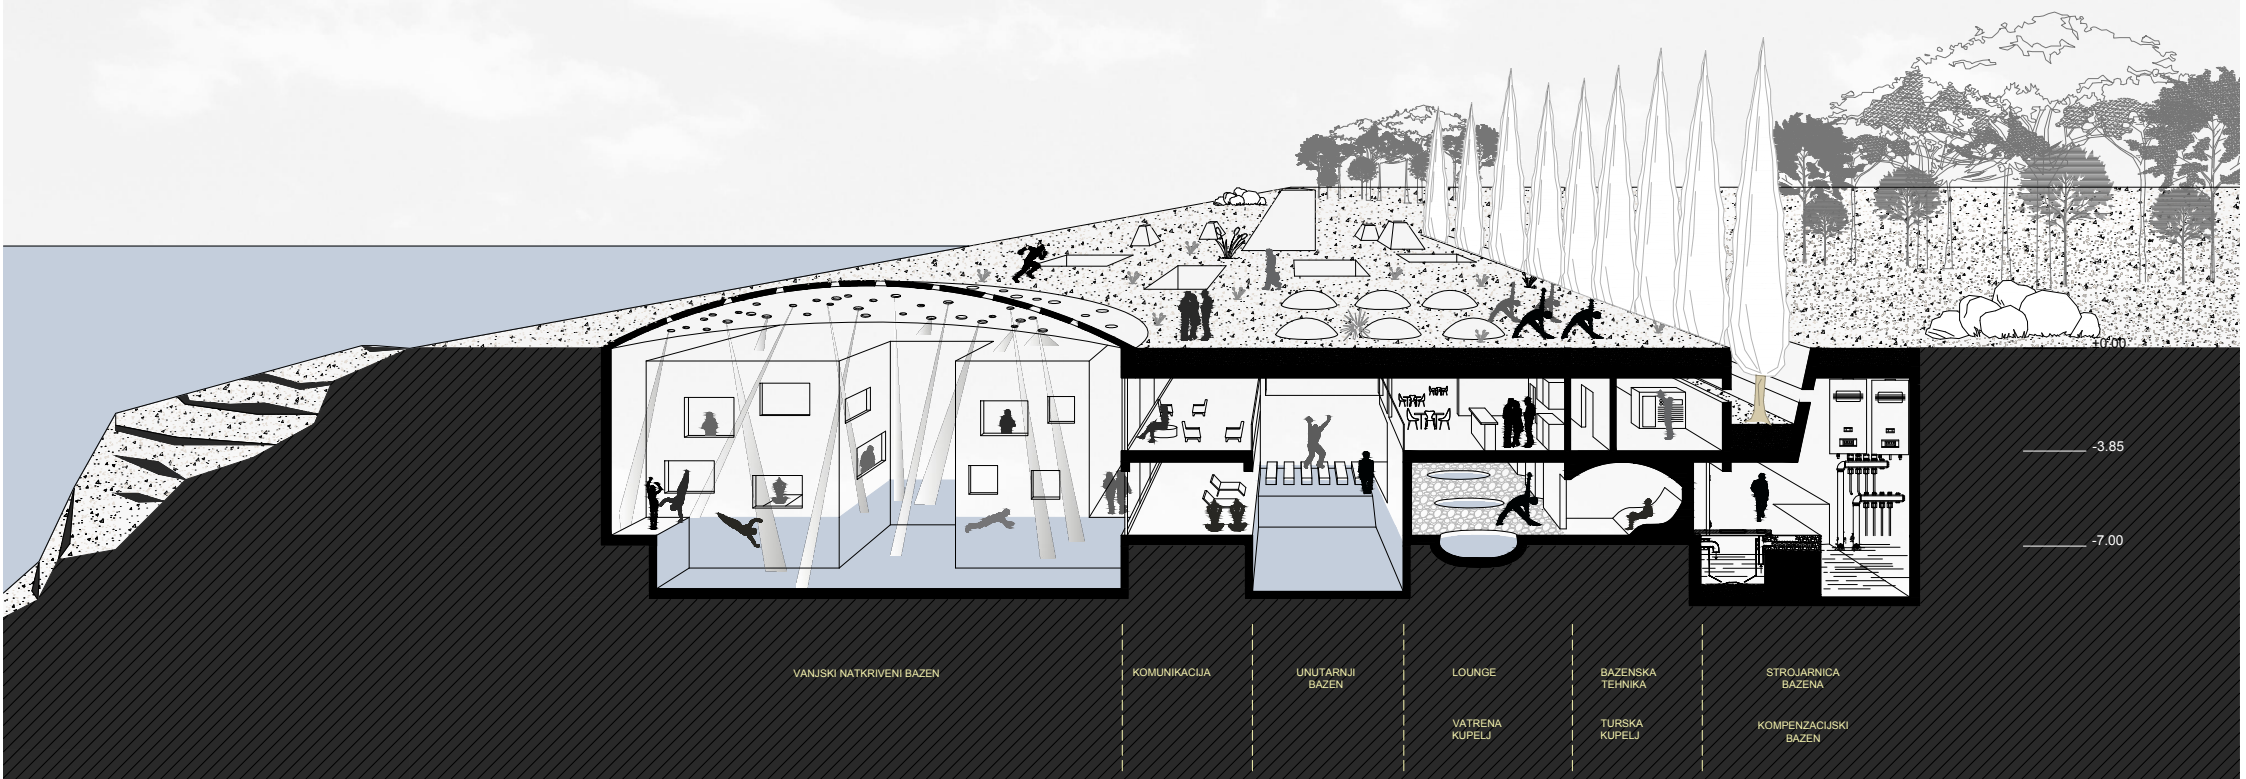 +0.00
-3.85
-7.00
VANJSKI NATKRIVENI BAZEN
KOMUNIKACIJA
UNUTARNJI
BAZEN
LOUNGE
BAZENSKA
TEHNIKA
STROJARNICA
BAZENA
VATRENA
KUPELJ
TURSKA
KUPELJ
KOMPENZACIJSKI
BAZEN